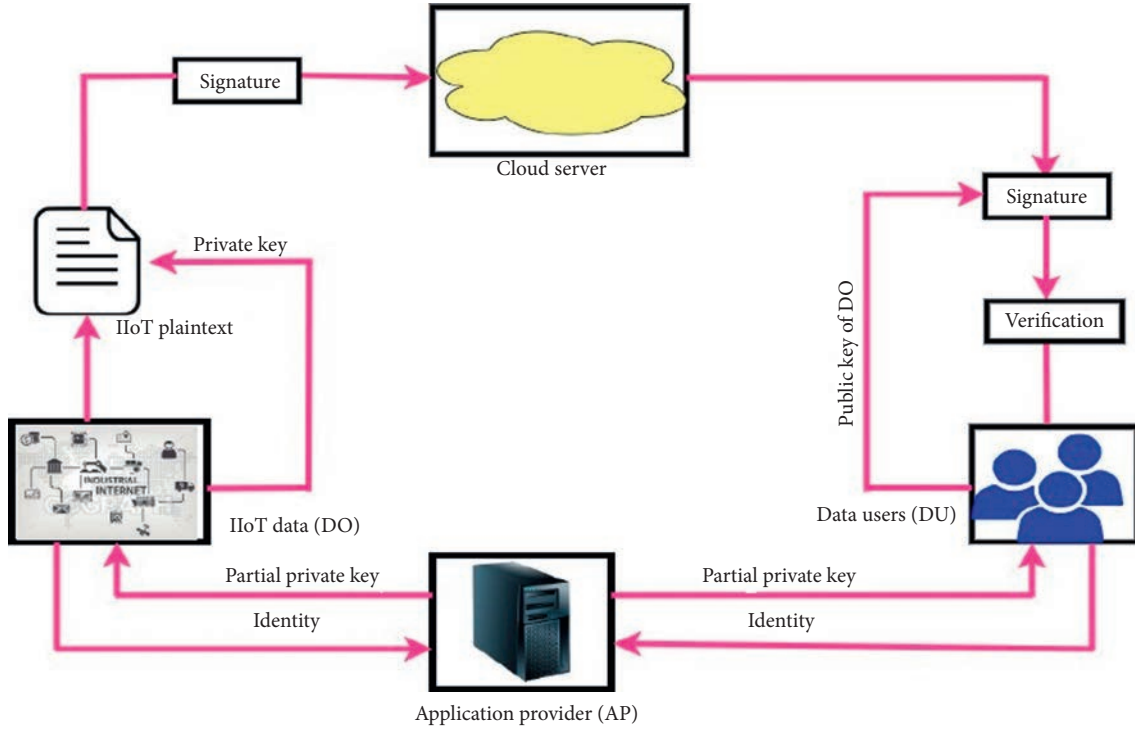 Signature
Cloud server
Signature
Private key
IIoT plaintext
Public key of DO
Verification
INDUSTRIAL
INTERNET
IIoT data (DO)
Data users (DU)
Partial private key
Partial private key
Identity
Identity
Application provider (AP)